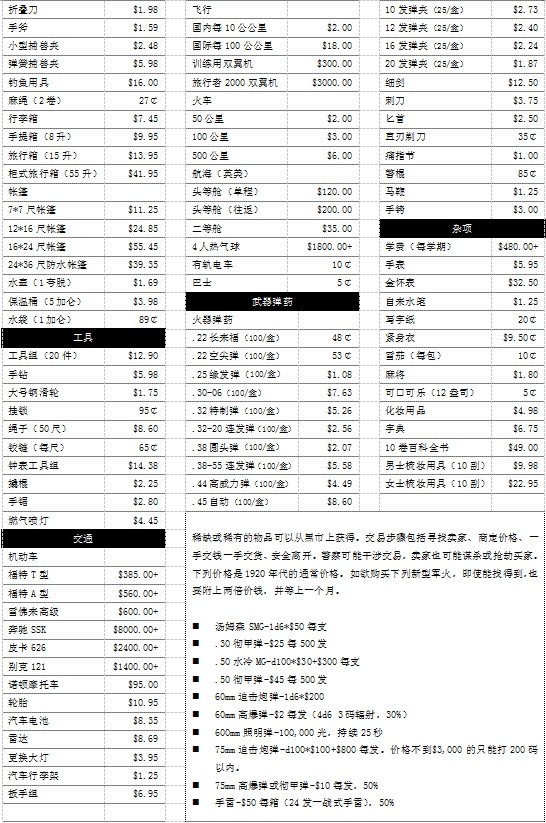 折叠刀 $1.98
手斧 $1.59
小型捕兽夹 $2.48
弹簧捕兽夹 $5.98
钓鱼用具 $16.00
麻绳（2卷） 27￠
行李箱 $7.45
手提箱（8升） $9.95
旅行箱（15升） $13.95
柜式旅行箱（55升） $41.95
帐篷
7*7 尺帐篷 $11.25
12*16 尺帐篷 $24.85
16*24 尺帐篷 $55.45
24*36 尺防水帐篷 $39.35
水壶（1夸脱） $1.69
保温桶（5加仑） $3.98
水袋（1加仑） 89￠
工具
工具组（20件） $12.90
手钻 $5.98
大号钢滑轮 $1.75
挂锁 95￠
绳子（50尺） $8.60
铰链（每尺） 65￠
钟表工具组 $14.38
撬棍 $2.25
手锯 $2.80
燃气喷灯 $4.45
交通
机动车
福特 T 型 $385.00+
福特 A 型 $560.00+
雪佛来高级 $600.00+
奔驰 SSK $8000.00+
皮卡 626 $2400.00+
别克 121 $1400.00+
诺顿摩托车 $95.00
轮胎 $10.95
汽车电池 $8.35
雷达 $8.69
更换大灯 $3.95
汽车行李架 $1.25
扳手组 $6.95
飞行
国内每 10 公公里 $2.00
国际每 100 公公里 $18.00
训练用双翼机 $300.00
旅行者 2000 双翼机 $3000.00
火车
50 公里 $2.00
100 公里 $3.00
500 公里 $6.00
航海（英美）
头等舱（单程） $120.00
头等舱（往返） $200.00
二等舱 $35.00
4人热气球 $1800.00+
有轨电车 10￠
巴士 5￠
武器弹药
火器弹药
.22 长来福（100/盒） 48￠
.22 空尖弹（100/盒） 53￠
.25 缘发弹（100/盒） $1.08
.30-06（100/盒） $7.63
.32 特制弹（100/盒） $5.26
.32-20 连发弹（100/盒） $2.56
.38 圆头弹（100/盒） $2.07
.38-55 连发弹（100/盒） $5.58
.44 高威力弹（100/盒） $4.49
.45 自动（100/盒） $8.60
10 发弹夹（25/盒） $2.73
12 发弹夹（25/盒） $2.40
16 发弹夹（25/盒） $2.24
20 发弹夹（25/盒） $1.87
细剑 $12.50
刺刀 $3.75
匕首 $2.50
直刃剃刀 35￠
痛指节 $1.00
警棍 85￠
马鞭 $1.25
手铐 $3.00
杂项
学费（每学期） $480.00+
手表 $5.95
金怀表 $32.50
自来水笔 $1.25
写字纸 20￠
紧身衣 $9.50￠
雪茄（每包） 10￠
麻将 $1.80
可口可乐（12 盎司） 5￠
化妆用品 $4.98
字典 $6.75
10 卷百科全书 $49.00
男士梳妆用具（10 副） $9.98
女士梳妆用具（10 副） $22.95
稀缺或稀有的物品可以从黑市上获得。交易步骤包括寻找卖家、商定价格、一
手交钱一手交货、安全离开。警察可能干涉交易，卖家也可能谋杀或抢劫买家。
下列价格是 1920 年代的通常价格。如欲购买下列新型军火，即使能找得到，也
要附上两倍价钱，并等上一个月。
■ 汤姆森 SMG-1d6*$50 每支
■ .30 彻甲弹-$25 每 500 发
■ .50 水冷 MG-d100*$30+$300 每支
■ .50 彻甲弹-$45 每 500 发
■ 60mm 迫击炮弹-1d6*$200
■ 60mm 高爆弹-$2 每发（4d6 3 码辐射，30%）
■ 600mm 照明弹-100,000 光，持续 25 秒
■ 75mm 迫击炮弹-d100*$100+$800 每发。价格不到$3,000 的只能打 200 码
以内。
■ 75mm 高爆弹或彻甲弹-$10 每发，50%
■ 手雷-$50 每箱（24 发一战式手雷），50%